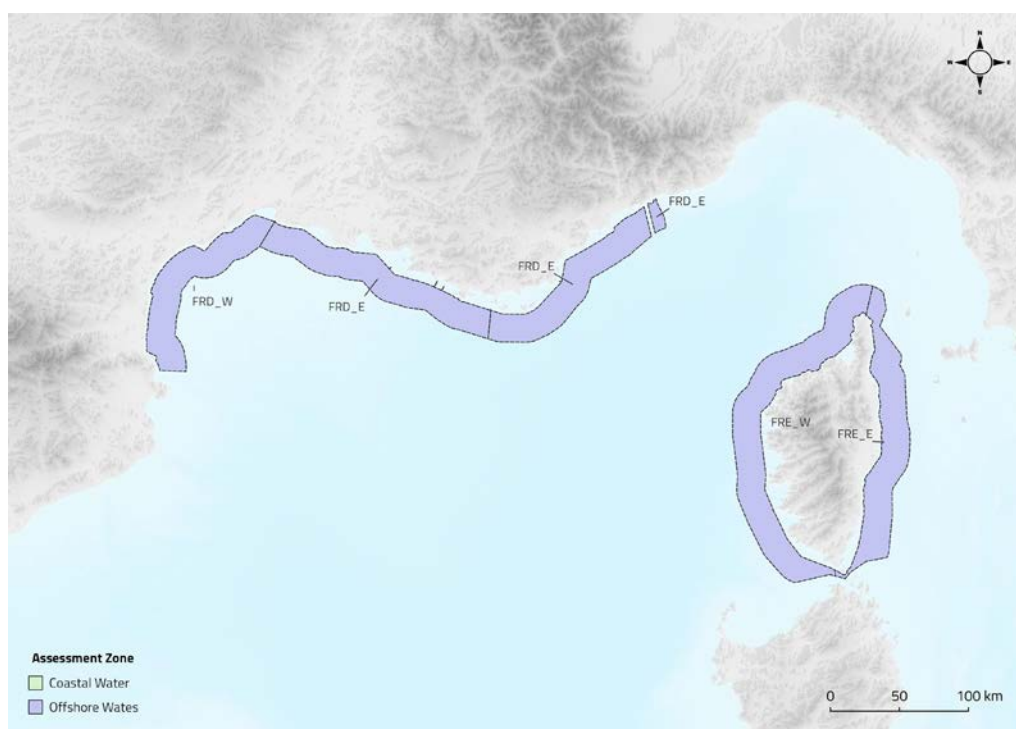 N
W E
S
FRD_E
FRD_E
FRD_W
FRD_E
FRE_W
FRE_E
Assessment Zone
Coastal Water
Offshore Wates
0 50 100 km